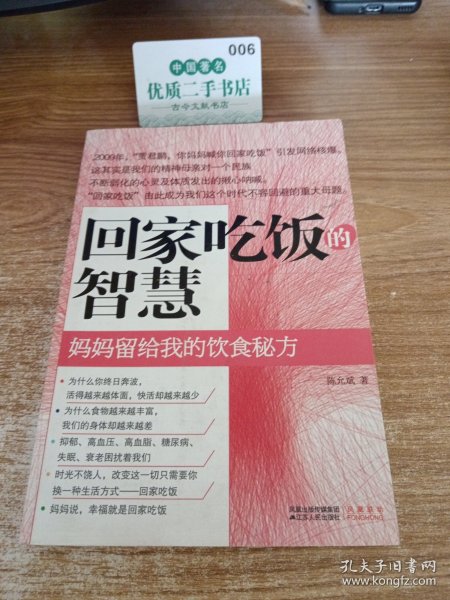 006
中国著名
优质二手书店
古今文献书店
2009年,“贾君鹏,你妈妈喊你回家吃饭”引发网络核爆。
这其实是我们的精神母亲对一个民族
不断弱化的心灵及体质发出的揪心呐喊。
“回家吃饭”由此成为我们这个时代不容回避的重大母题。
回家吃饭的
智慧
妈妈留给我的饮食秘方
陈允斌 著
• 为什么你终日奔波,
活得越来越体面,快活却越来越少
• 为什么食物越来越丰富,
我们的身体却越来越差
• 抑郁、高血压、高血脂、糖尿病、
失眠、衰老困扰着我们
• 时光不饶人,改变这一切只需要你
换一种生活方式——回家吃饭
• 妈妈说,幸福就是回家吃饭
凤凰出版传媒集团
江苏人民出版社
凤凰联动
FONGHONG
孔夫子旧书网
www.kongfz.com